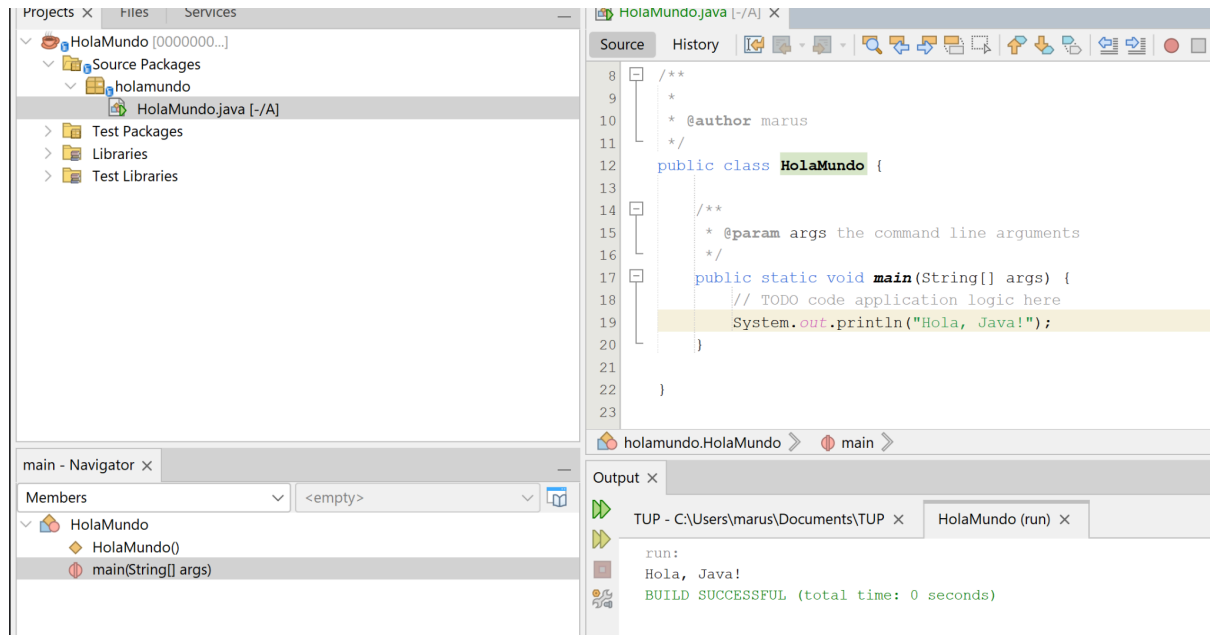 Projects × Files Services
HolaMundo [0000000...]
Source Packages
holamundo
HolaMundo.java [-/A]
Test Packages
Libraries
Test Libraries
main - Navigator ×
Members <empty>
HolaMundo
HolaMundo()
main(String[] args)
HolaMundo.java [-/A] ×
Source History
8 /**
9 *
10 * @author marus
11 */
12 public class HolaMundo {
13
14 /**
15 * @param args the command line arguments
16 */
17 public static void main(String[] args) {
18 // TODO code application logic here
19 System.out.println("Hola, Java!");
20 }
21
22 }
23
holamundo.HolaMundo main
Output ×
TUP - C:\Users\marus\Documents\TUP × HolaMundo (run) ×
run:
Hola, Java!
BUILD SUCCESSFUL (total time: 0 seconds)